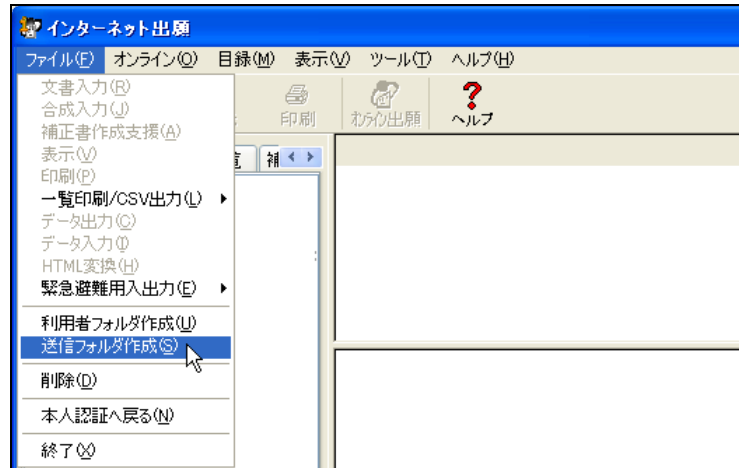 インターネット出願
ファイル(F) オンライン(O) 目録(M) 表示(V) ツール(T) ヘルプ(H)
文書入力(R)
合成入力(J)
補正書作成支援(A)
表示(V)
印刷(P)
一覧印刷/CSV出力(L)
データ出力(C)
データ入力(I)
HTML変換(H)
緊急避難用入出力(E)
利用者フォルダ作成(U)
送信フォルダ作成(S)
削除(D)
本人認証へ戻る(N)
終了(X)
印刷 オンライン出願 ヘルプ
補